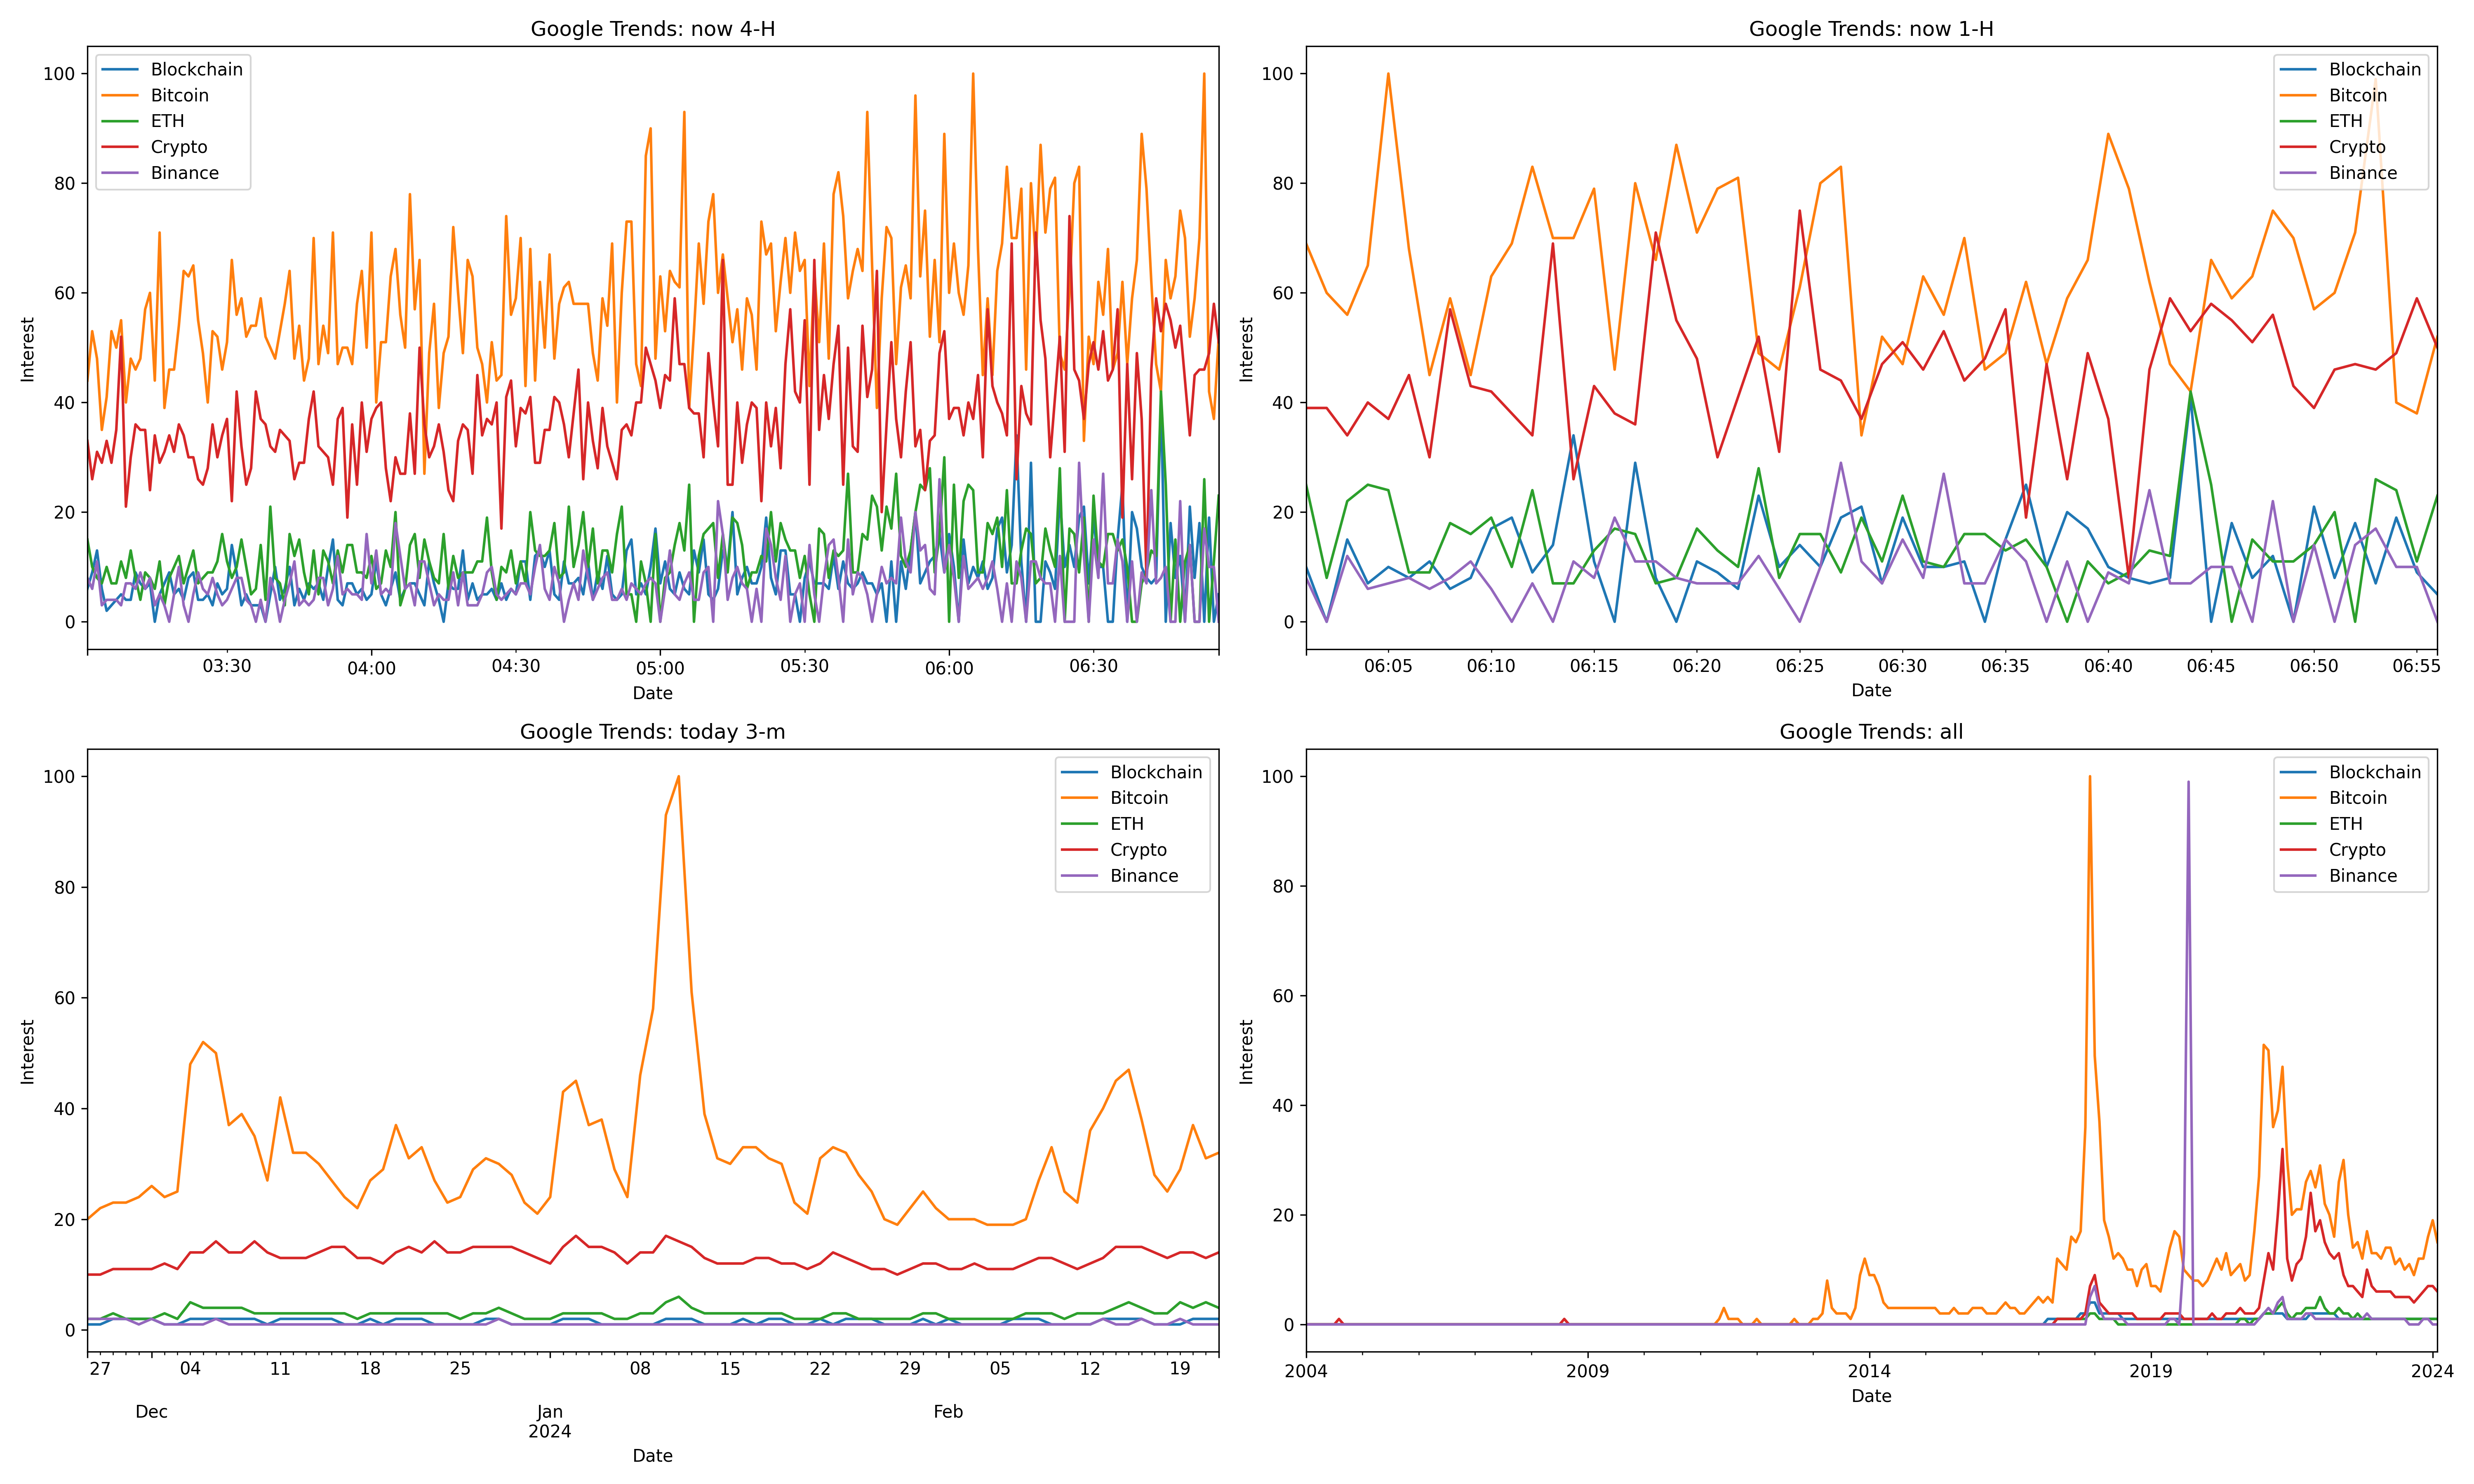 Google Trends: now 4-H
100
80
60
40
20
0
Interest
Blockchain
Bitcoin
ETH
Crypto
Binance
03:30
04:00
04:30
05:00
05:30
06:00
06:30
Date
Google Trends: now 1-H
100
80
60
40
20
0
Interest
Blockchain
Bitcoin
ETH
Crypto
Binance
06:05
06:10
06:15
06:20
06:25
06:30
06:35
06:40
06:45
06:50
06:55
Date
Google Trends: today 3-m
100
80
60
40
20
0
Interest
Blockchain
Bitcoin
ETH
Crypto
Binance
27
04
11
18
25
08
15
22
29
05
12
19
Dec
Jan
2024
Feb
Date
Google Trends: all
100
80
60
40
20
0
Interest
Blockchain
Bitcoin
ETH
Crypto
Binance
2004
2009
2014
2019
2024
Date